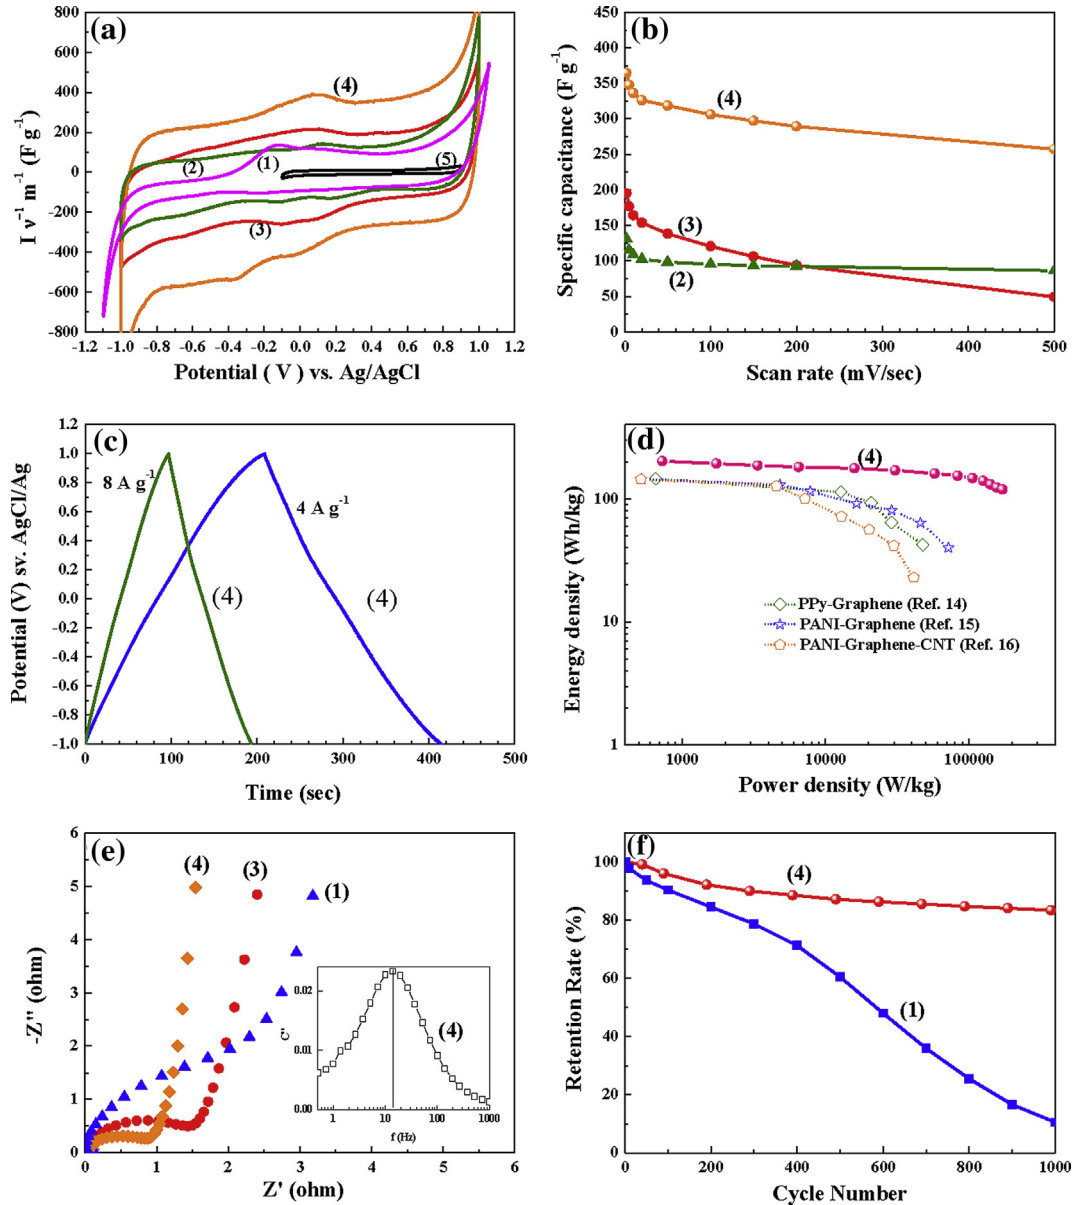 (a)
800
600
400
200
0
-200
-400
-600
-800
I ν⁻¹ m⁻¹ (F g⁻¹)
(4)
(2)
(1)
(5)
(3)
-1.2 -1.0 -0.8 -0.6 -0.4 -0.2 0.0 0.2 0.4 0.6 0.8 1.0 1.2
Potential ( V ) vs. Ag/AgCl
(b)
450
400
350
300
250
200
150
100
50
0
Specific capacitance (F g⁻¹)
(4)
(3)
(2)
0 100 200 300 400 500
Scan rate (mV/sec)
(c)
1.2
1.0
0.8
0.6
0.4
0.2
0.0
-0.2
-0.4
-0.6
-0.8
-1.0
Potential (V) sv. AgCl/Ag
8 A g⁻¹
4 A g⁻¹
(4)
(4)
0 100 200 300 400 500
Time (sec)
(d)
100
10
1
Energy density (Wh/kg)
(4)
PPy-Graphene (Ref. 14)
PANI-Graphene (Ref. 15)
PANI-Graphene-CNT (Ref. 16)
1000 10000 100000
Power density (W/kg)
(e)
6
5
4
3
2
1
0
-Z'' (ohm)
(4)
(3)
(1)
0.02
0.01
0.00
C''
(4)
1 10 100 1000
f (Hz)
0 1 2 3 4 5 6
Z' (ohm)
(f)
100
80
60
40
20
0
Retention Rate (%)
(4)
(1)
0 200 400 600 800 1000
Cycle Number